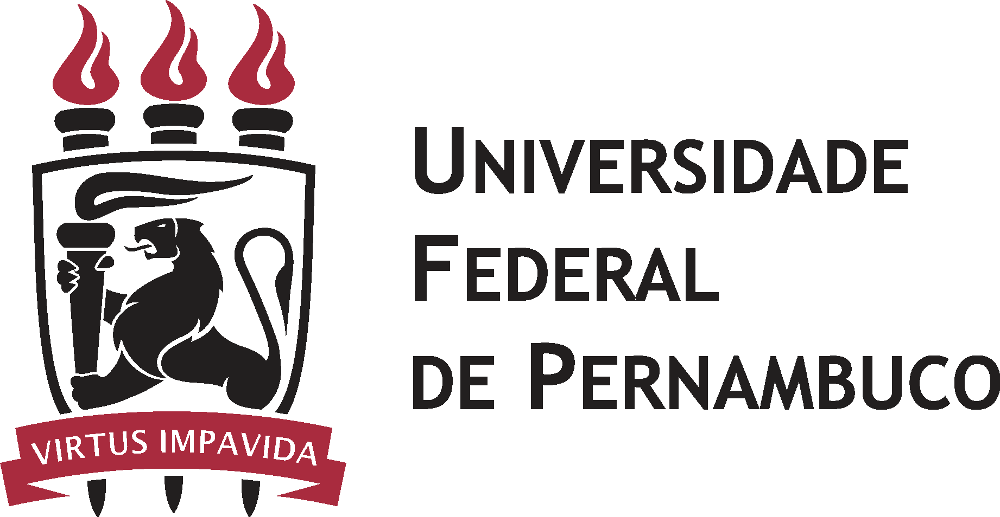 VIRTUS IMPAVIDA
UNIVERSIDADE
FEDERAL
DE PERNAMBUCO